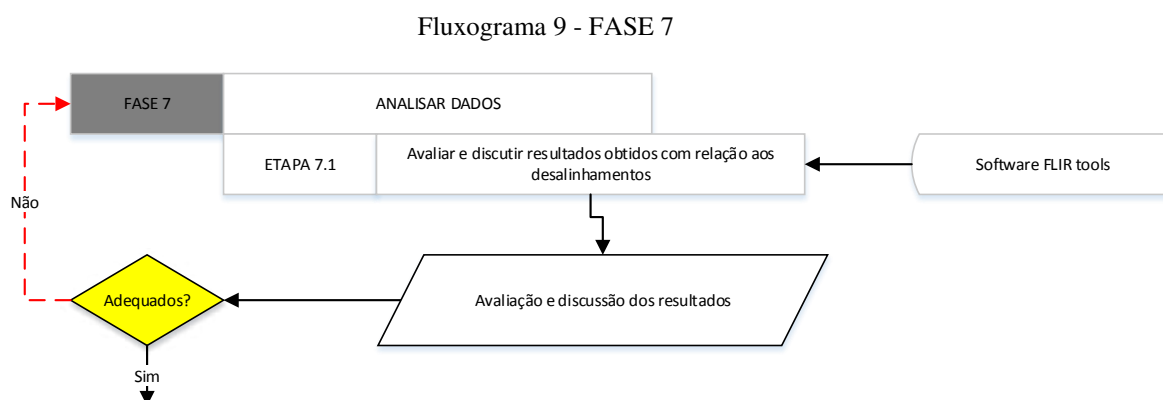 Fluxograma 9 - FASE 7
FASE 7
ANALISAR DADOS
ETAPA 7.1
Avaliar e discutir resultados obtidos com relação aos
desalinhamentos
Software FLIR tools
Não
Adequados?
Avaliação e discussão dos resultados
Sim